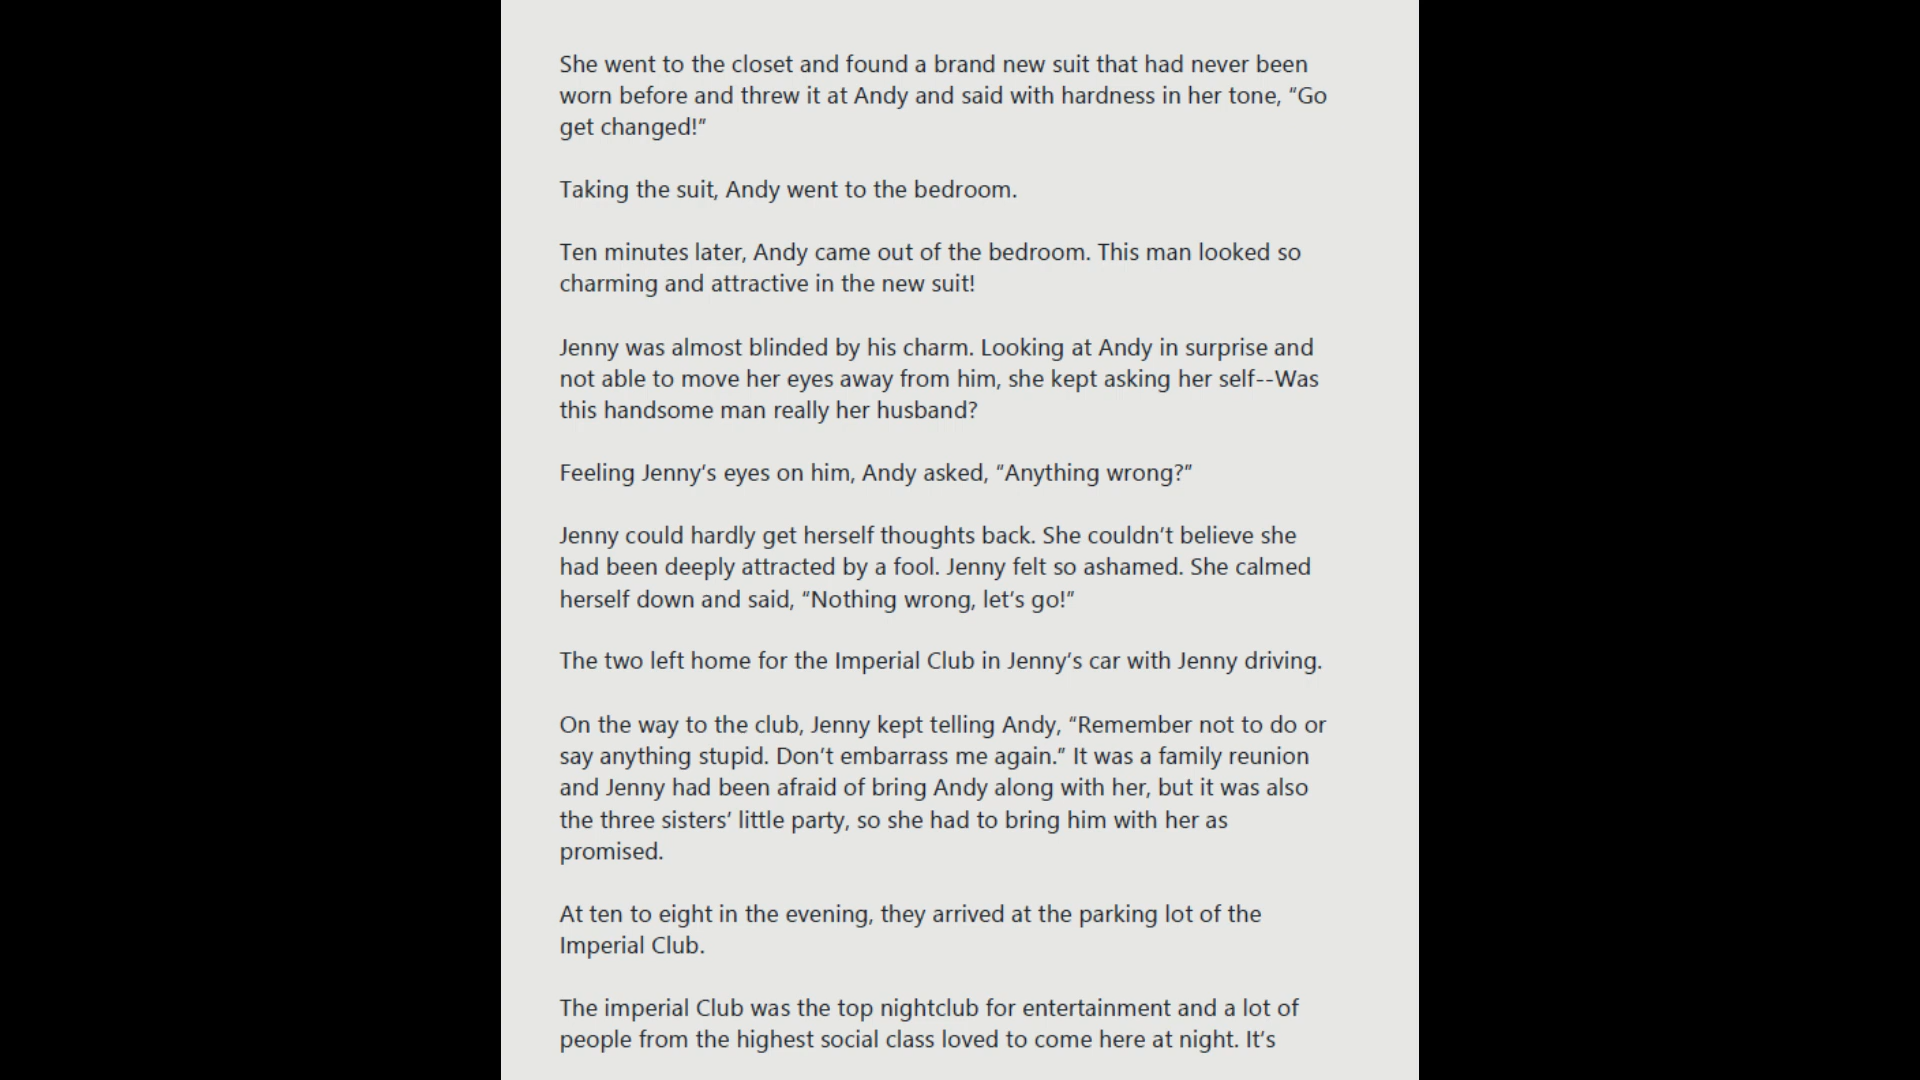 She went to the closet and found a brand new suit that had never been
worn before and threw it at Andy and said with hardness in her tone, “Go
get changed!”
Taking the suit, Andy went to the bedroom.
Ten minutes later, Andy came out of the bedroom. This man looked so
charming and attractive in the new suit!
Jenny was almost blinded by his charm. Looking at Andy in surprise and
not able to move her eyes away from him, she kept asking her self--Was
this handsome man really her husband?
Feeling Jenny’s eyes on him, Andy asked, “Anything wrong?”
Jenny could hardly get herself thoughts back. She couldn’t believe she
had been deeply attracted by a fool. Jenny felt so ashamed. She calmed
herself down and said, “Nothing wrong, let’s go!”
The two left home for the Imperial Club in Jenny’s car with Jenny driving.
On the way to the club, Jenny kept telling Andy, “Remember not to do or
say anything stupid. Don’t embarrass me again.” It was a family reunion
and Jenny had been afraid of bring Andy along with her, but it was also
the three sisters’ little party, so she had to bring him with her as
promised.
At ten to eight in the evening, they arrived at the parking lot of the
Imperial Club.
The imperial Club was the top nightclub for entertainment and a lot of
people from the highest social class loved to come here at night. It’s